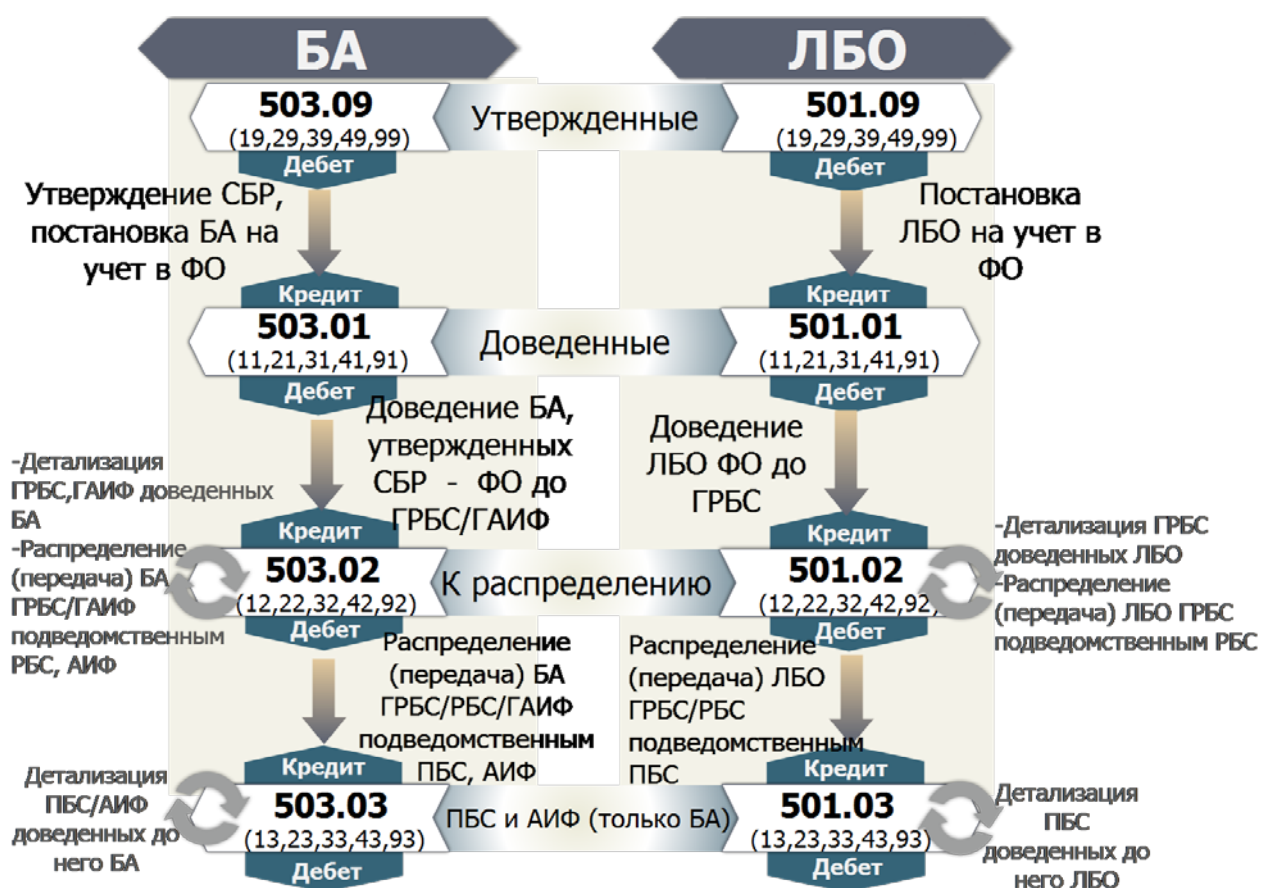 БА
ЛБО
503.09
(19,29,39,49,99)
Дебет
Утвержденные
501.09
(19,29,39,49,99)
Дебет
Утверждение СБР,
постановка БА на
учет в ФО
Постановка
ЛБО на учет в
ФО
Кредит
503.01
(11,21,31,41,91)
Дебет
Доведенные
Кредит
501.01
(11,21,31,41,91)
Дебет
Доведение БА,
утвержденных
СБР - ФО до
ГРБС/ГАИФ
Доведение
ЛБО ФО до
ГРБС
-Детализация
ГРБС,ГАИФ доведенных
БА
-Распределение
(передача) БА
ГРБС/ГАИФ
подведомственным
РБС, АИФ
Кредит
503.02
(12,22,32,42,92)
Дебет
К распределению
Кредит
501.02
(12,22,32,42,92)
Дебет
-Детализация ГРБС
доведенных ЛБО
-Распределение
(передача) ЛБО ГРБС
подведомственным РБС
Распределение
(передача) БА
ГРБС/РБС/ГАИФ
подведомственным
ПБС, АИФ
Распределение
(передача) ЛБО
ГРБС/РБС
подведомственным
ПБС
Детализация
ПБС/АИФ
доведенных до
него БА
Кредит
503.03
(13,23,33,43,93)
Дебет
ПБС и АИФ (только БА)
Кредит
501.03
(13,23,33,43,93)
Дебет
Детализация
ПБС
доведенных до
него ЛБО